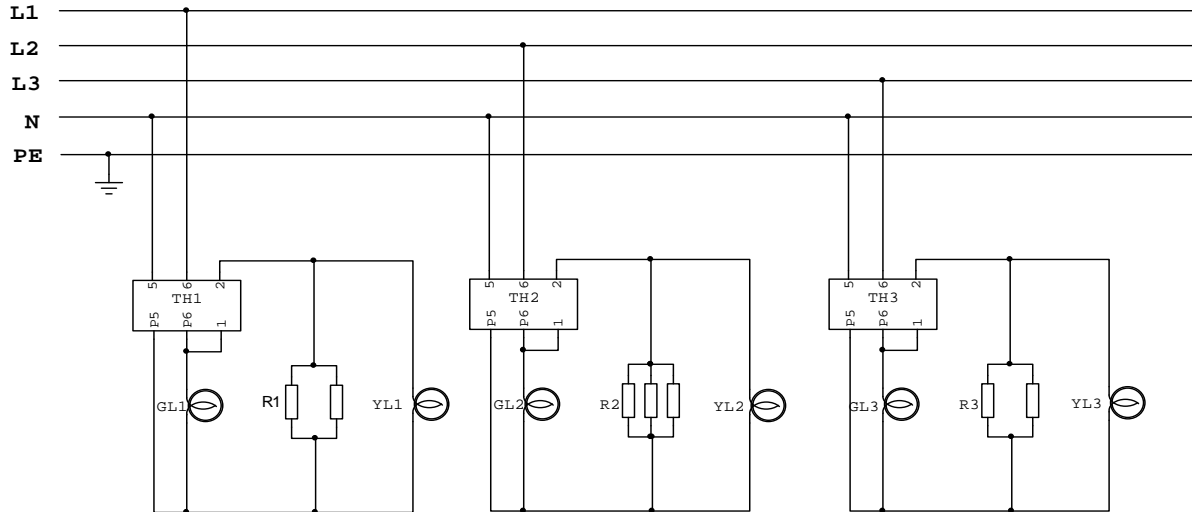 L1
L2
L3
N
PE
5 6 2 5 6 2 5 6 2
TH1 TH2 TH3
P5 P6 1 P5 P6 1 P5 P6 1
GL1 R1 YL1 GL2 R2 YL2 GL3 R3 YL3